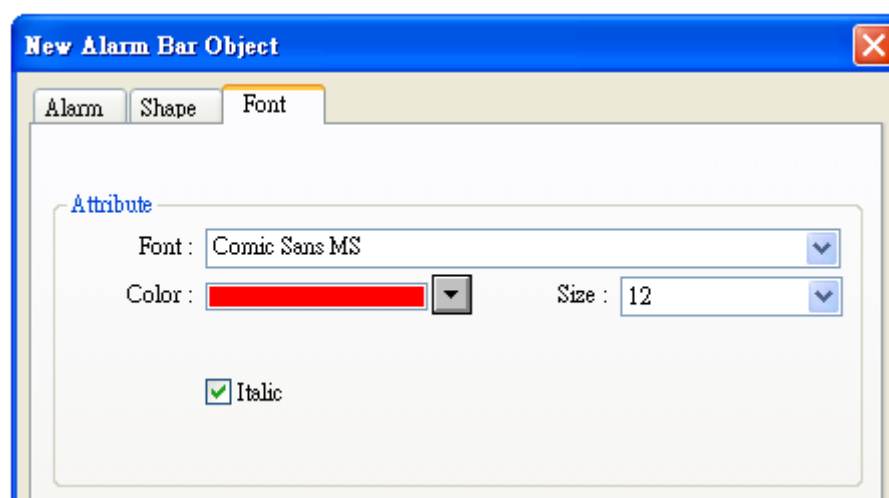 New Alarm Bar Object
Alarm Shape Font
Attribute
Font : Comic Sans MS
Color : Size : 12
Italic